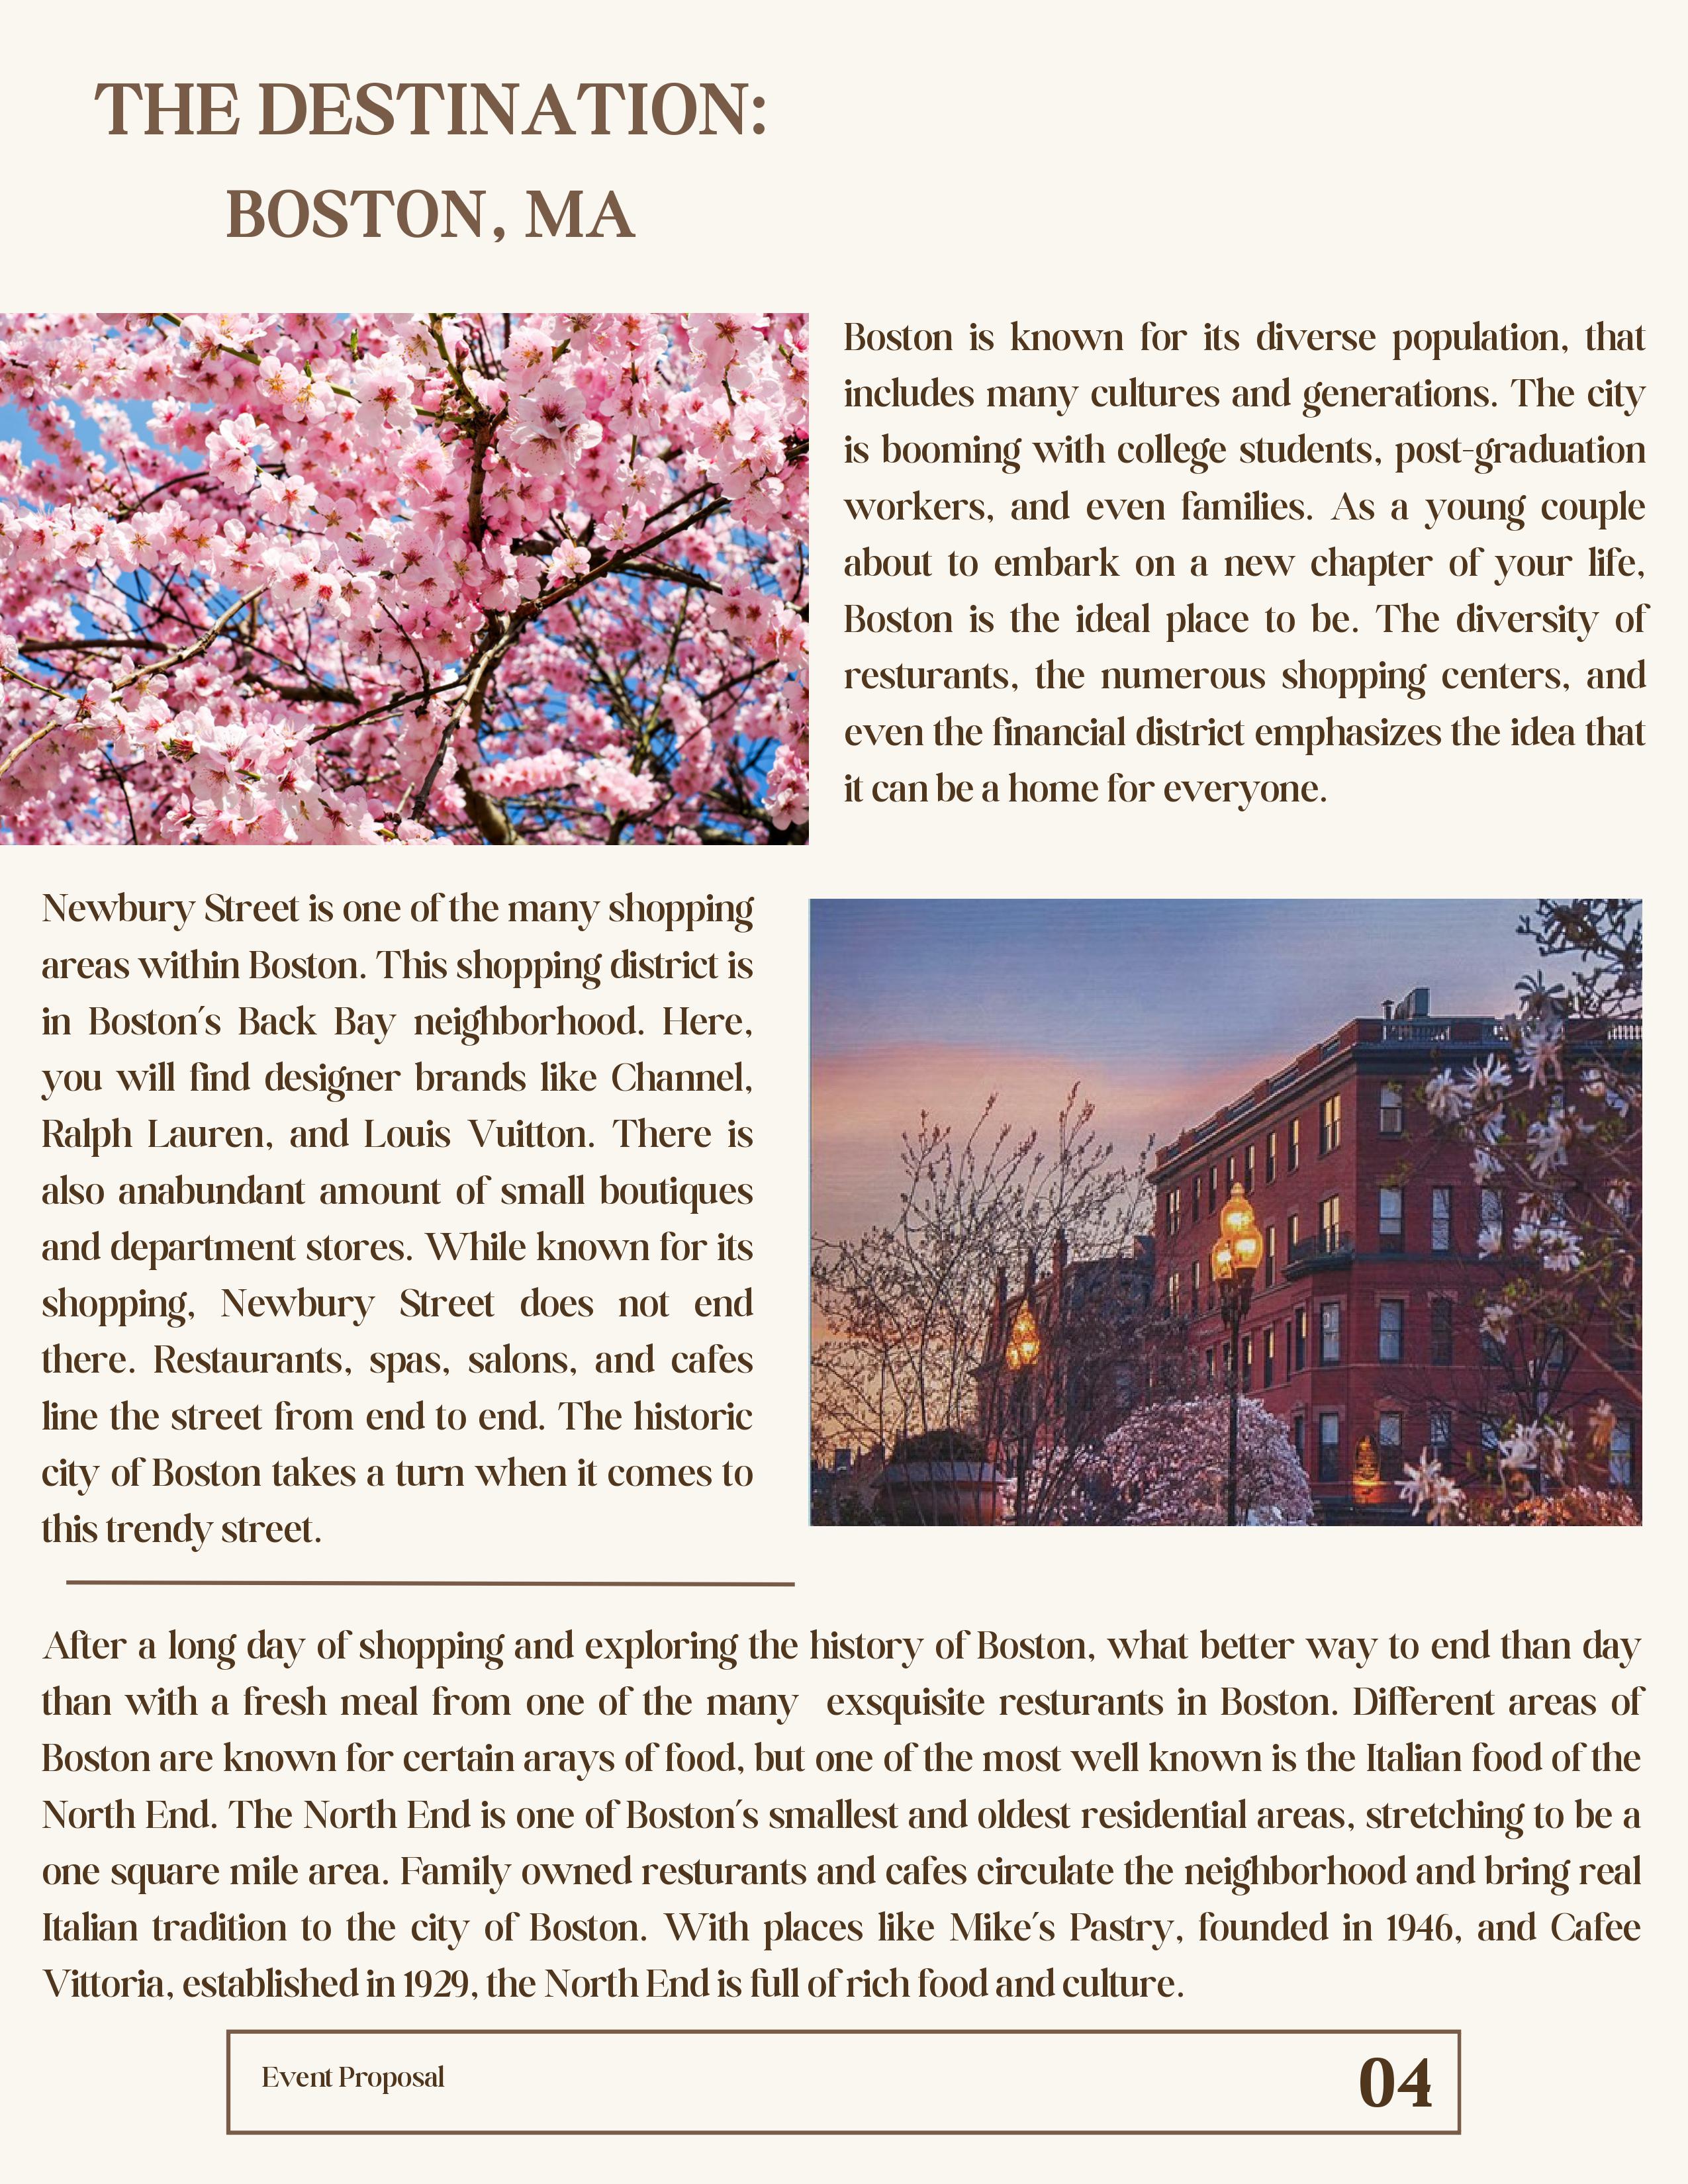 THE DESTINATION:
BOSTON, MA
Boston is known for its diverse population, that
includes many cultures and generations. The city
is booming with college students, post-graduation
workers, and even families. As a young couple
about to embark on a new chapter of your life,
Boston is the ideal place to be. The diversity of
resturants, the numerous shopping centers, and
even the financial district emphasizes the idea that
it can be a home for everyone.
Newbury Street is one of the many shopping
areas within Boston. This shopping district is
in Boston's Back Bay neighborhood. Here,
you will find designer brands like Channel,
Ralph Lauren, and Louis Vuitton. There is
also anabundant amount of small boutiques
and department stores. While known for its
shopping, Newbury Street does not end
there. Restaurants, spas, salons, and cafes
line the street from end to end. The historic
city of Boston takes a turn when it comes to
this trendy street.
After a long day of shopping and exploring the history of Boston, what better way to end than day
than with a fresh meal from one of the many exsquisite resturants in Boston. Different areas of
Boston are known for certain arays of food, but one of the most well known is the Italian food of the
North End. The North End is one of Boston's smallest and oldest residential areas, stretching to be a
one square mile area. Family owned resturants and cafes circulate the neighborhood and bring real
Italian tradition to the city of Boston. With places like Mike's Pastry, founded in 1946, and Cafee
Vittoria, established in 1929, the North End is full of rich food and culture.
Event Proposal
04